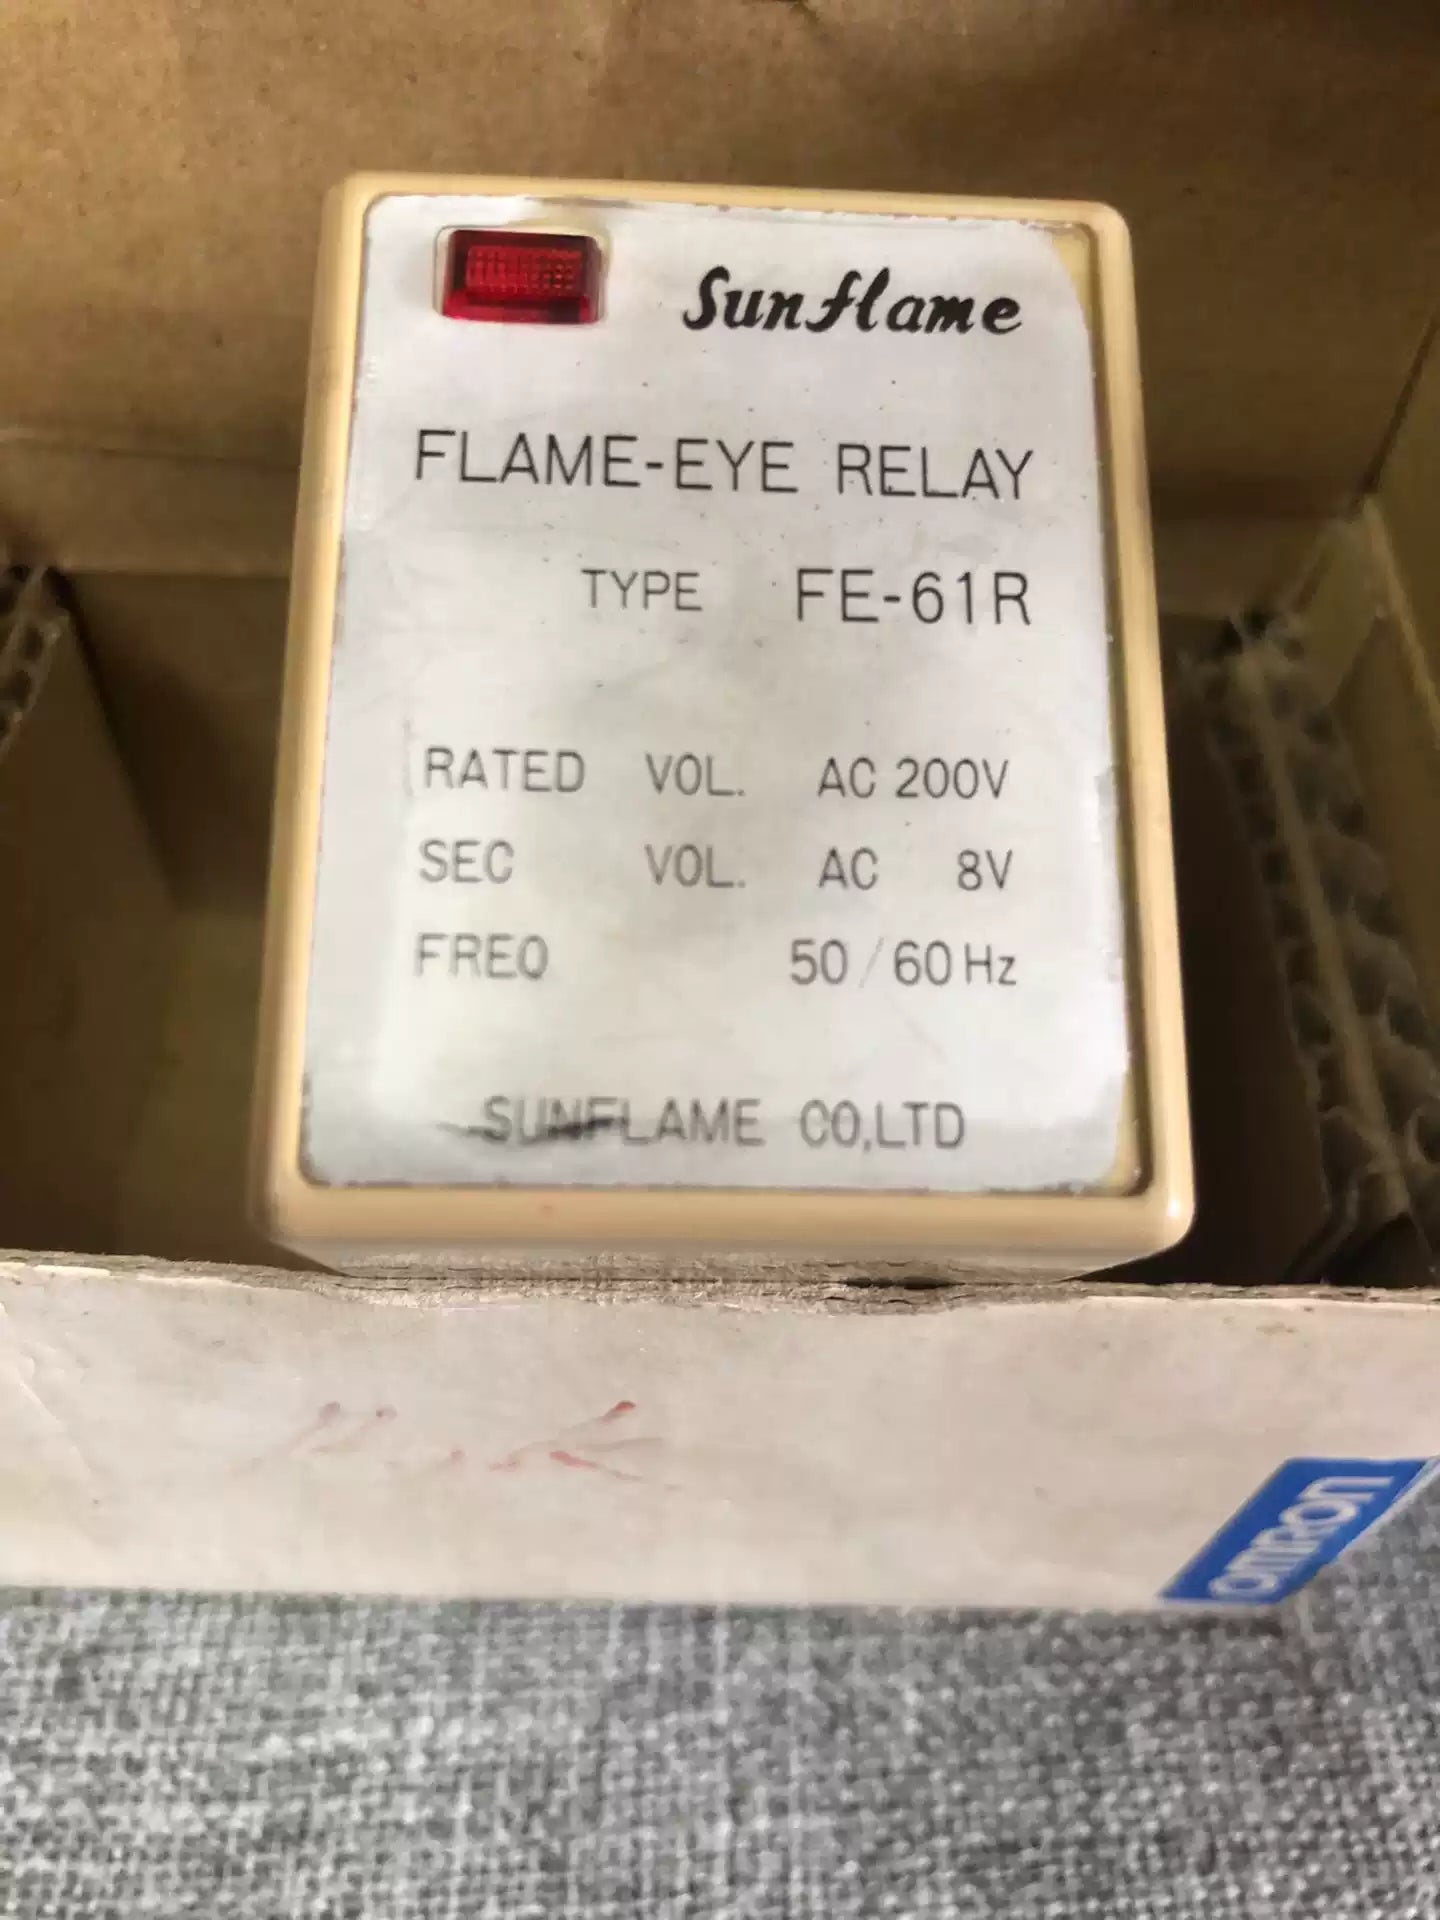 Sunflame
FLAME-EYE RELAY
TYPE FE-61R
RATED VOL. AC 200V
SEC VOL. AC 8V
FREQ 50/60Hz
SUNFLAME CO,LTD
OMRON